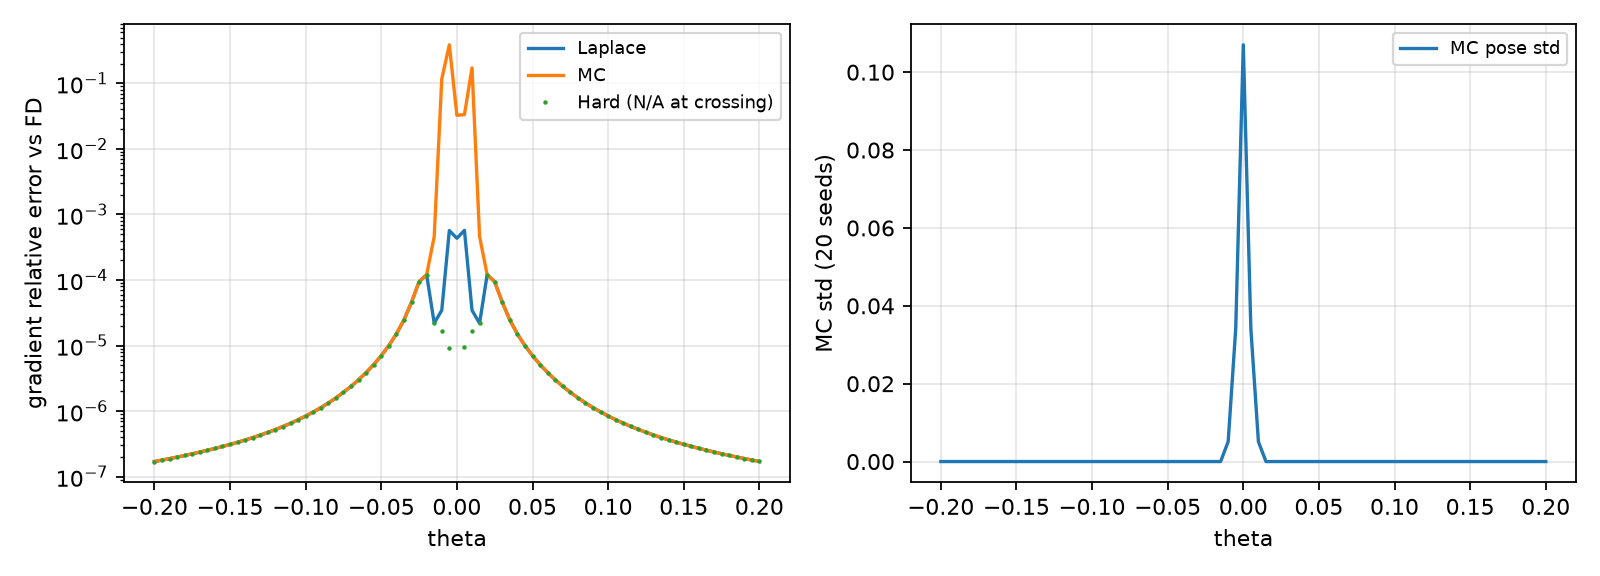 Laplace
MC
Hard (N/A at crossing)
gradient relative error vs FD
10⁻¹
10⁻²
10⁻³
10⁻⁴
10⁻⁵
10⁻⁶
10⁻⁷
−0.20 −0.15 −0.10 −0.05 0.00 0.05 0.10 0.15 0.20
theta
MC pose std
MC std (20 seeds)
0.10
0.08
0.06
0.04
0.02
0.00
−0.20 −0.15 −0.10 −0.05 0.00 0.05 0.10 0.15 0.20
theta